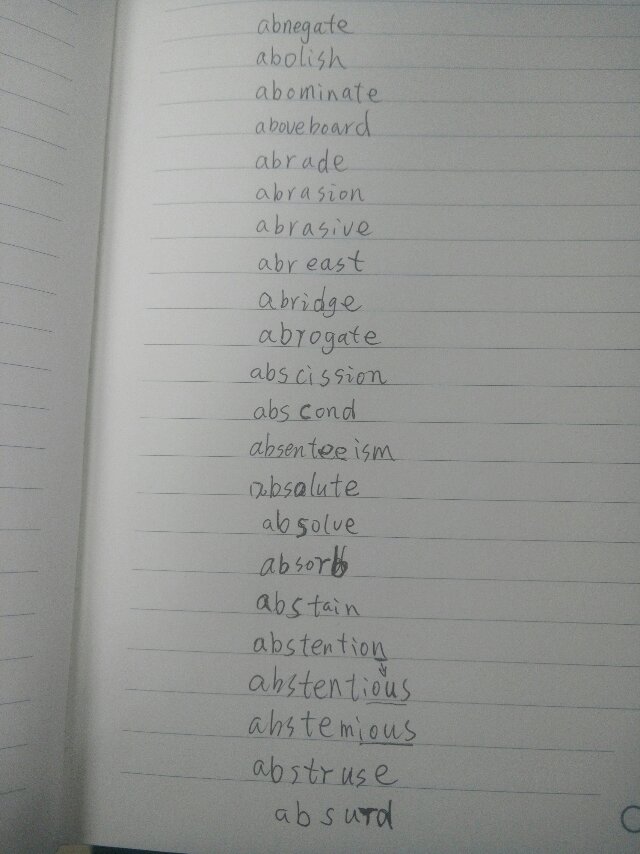 abnegate
abolish
abominate
aboveboard
abrade
abrasion
abrasive
abreast
abridge
abrogate
abscission
abscond
absenteeism
absolute
absolve
absorb
abstain
abstention
abstentious
abstemious
abstruse
absurd